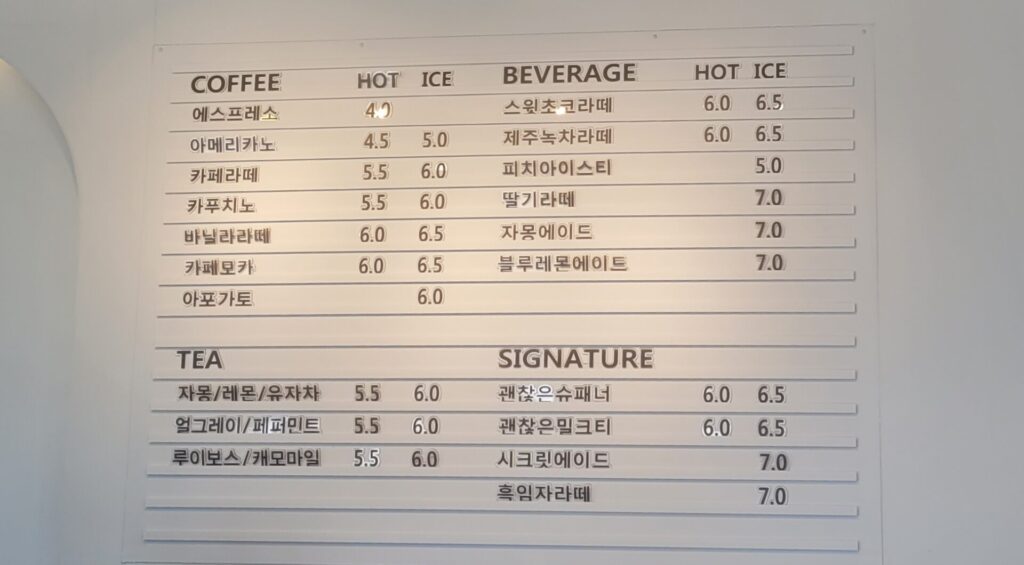 COFFEE HOT ICE
에스프레소 4.0
아메리카노 4.5 5.0
카페라떼 5.5 6.0
카푸치노 5.5 6.0
바닐라라떼 6.0 6.5
카페모카 6.0 6.5
아포가토 6.0
BEVERAGE HOT ICE
스윗초코라떼 6.0 6.5
제주녹차라떼 6.0 6.5
피치아이스티 5.0
딸기라떼 7.0
자몽에이드 7.0
블루레몬에이트 7.0
TEA
자몽/레몬/유자차 5.5 6.0
얼그레이/페퍼민트 5.5 6.0
루이보스/캐모마일 5.5 6.0
SIGNATURE
괜찮은슈패너 6.0 6.5
괜찮은밀크티 6.0 6.5
시크릿에이드 7.0
흑임자라떼 7.0